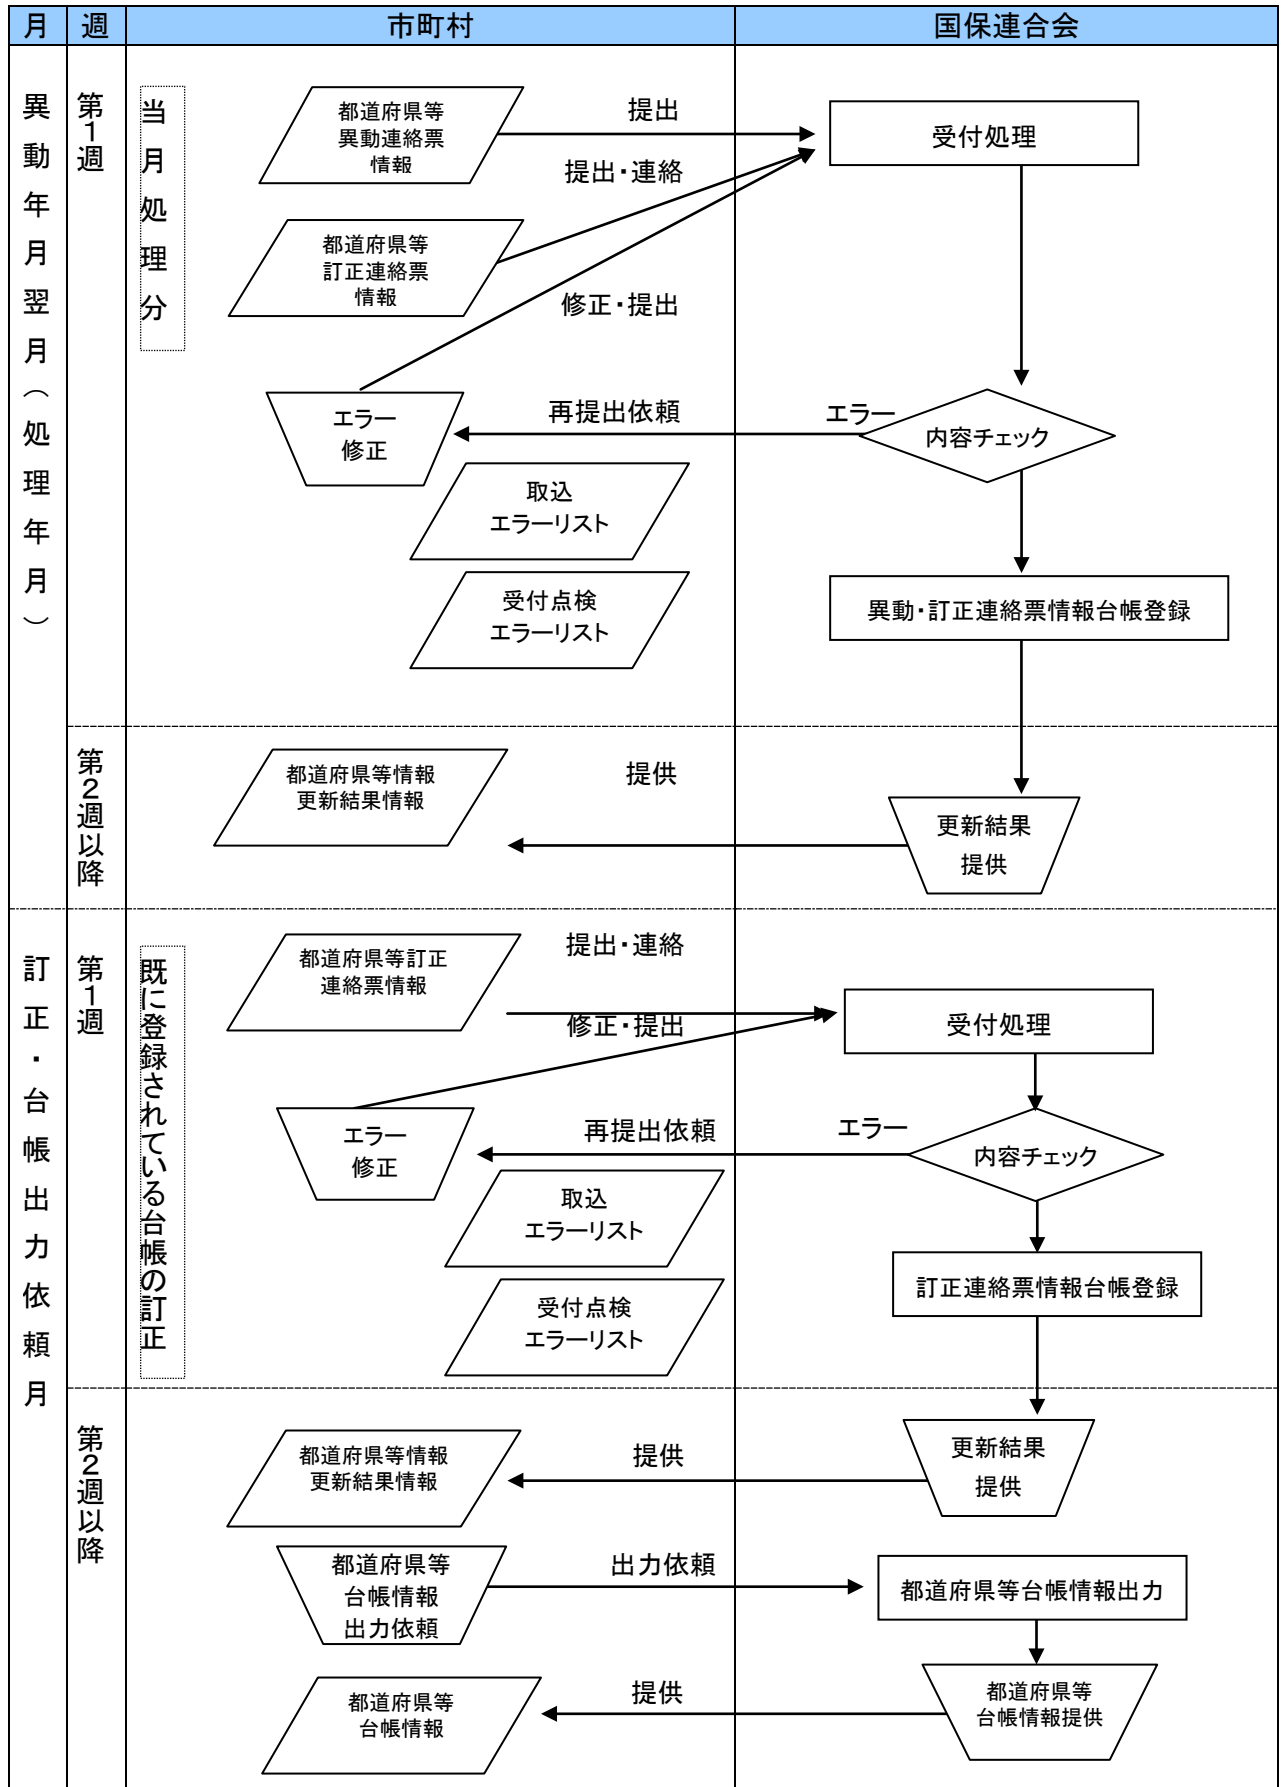 月
週
市町村
国保連合会
異動年月翌月（処理年月）
第1週
当月処理分
都道府県等
異動連絡票
情報
提出
受付処理
提出・連絡
都道府県等
訂正連絡票
情報
修正・提出
エラー
修正
再提出依頼
エラー
内容チェック
取込
エラーリスト
受付点検
エラーリスト
異動・訂正連絡票情報台帳登録
第2週以降
都道府県等情報
更新結果情報
提供
更新結果
提供
訂正・台帳出力依頼月
第1週
既に登録されている台帳の訂正
都道府県等訂正
連絡票情報
提出・連絡
受付処理
修正・提出
エラー
修正
再提出依頼
エラー
内容チェック
取込
エラーリスト
受付点検
エラーリスト
訂正連絡票情報台帳登録
第2週以降
都道府県等情報
更新結果情報
提供
更新結果
提供
都道府県等
台帳情報
出力依頼
出力依頼
都道府県等台帳情報出力
都道府県等
台帳情報
提供
都道府県等
台帳情報提供